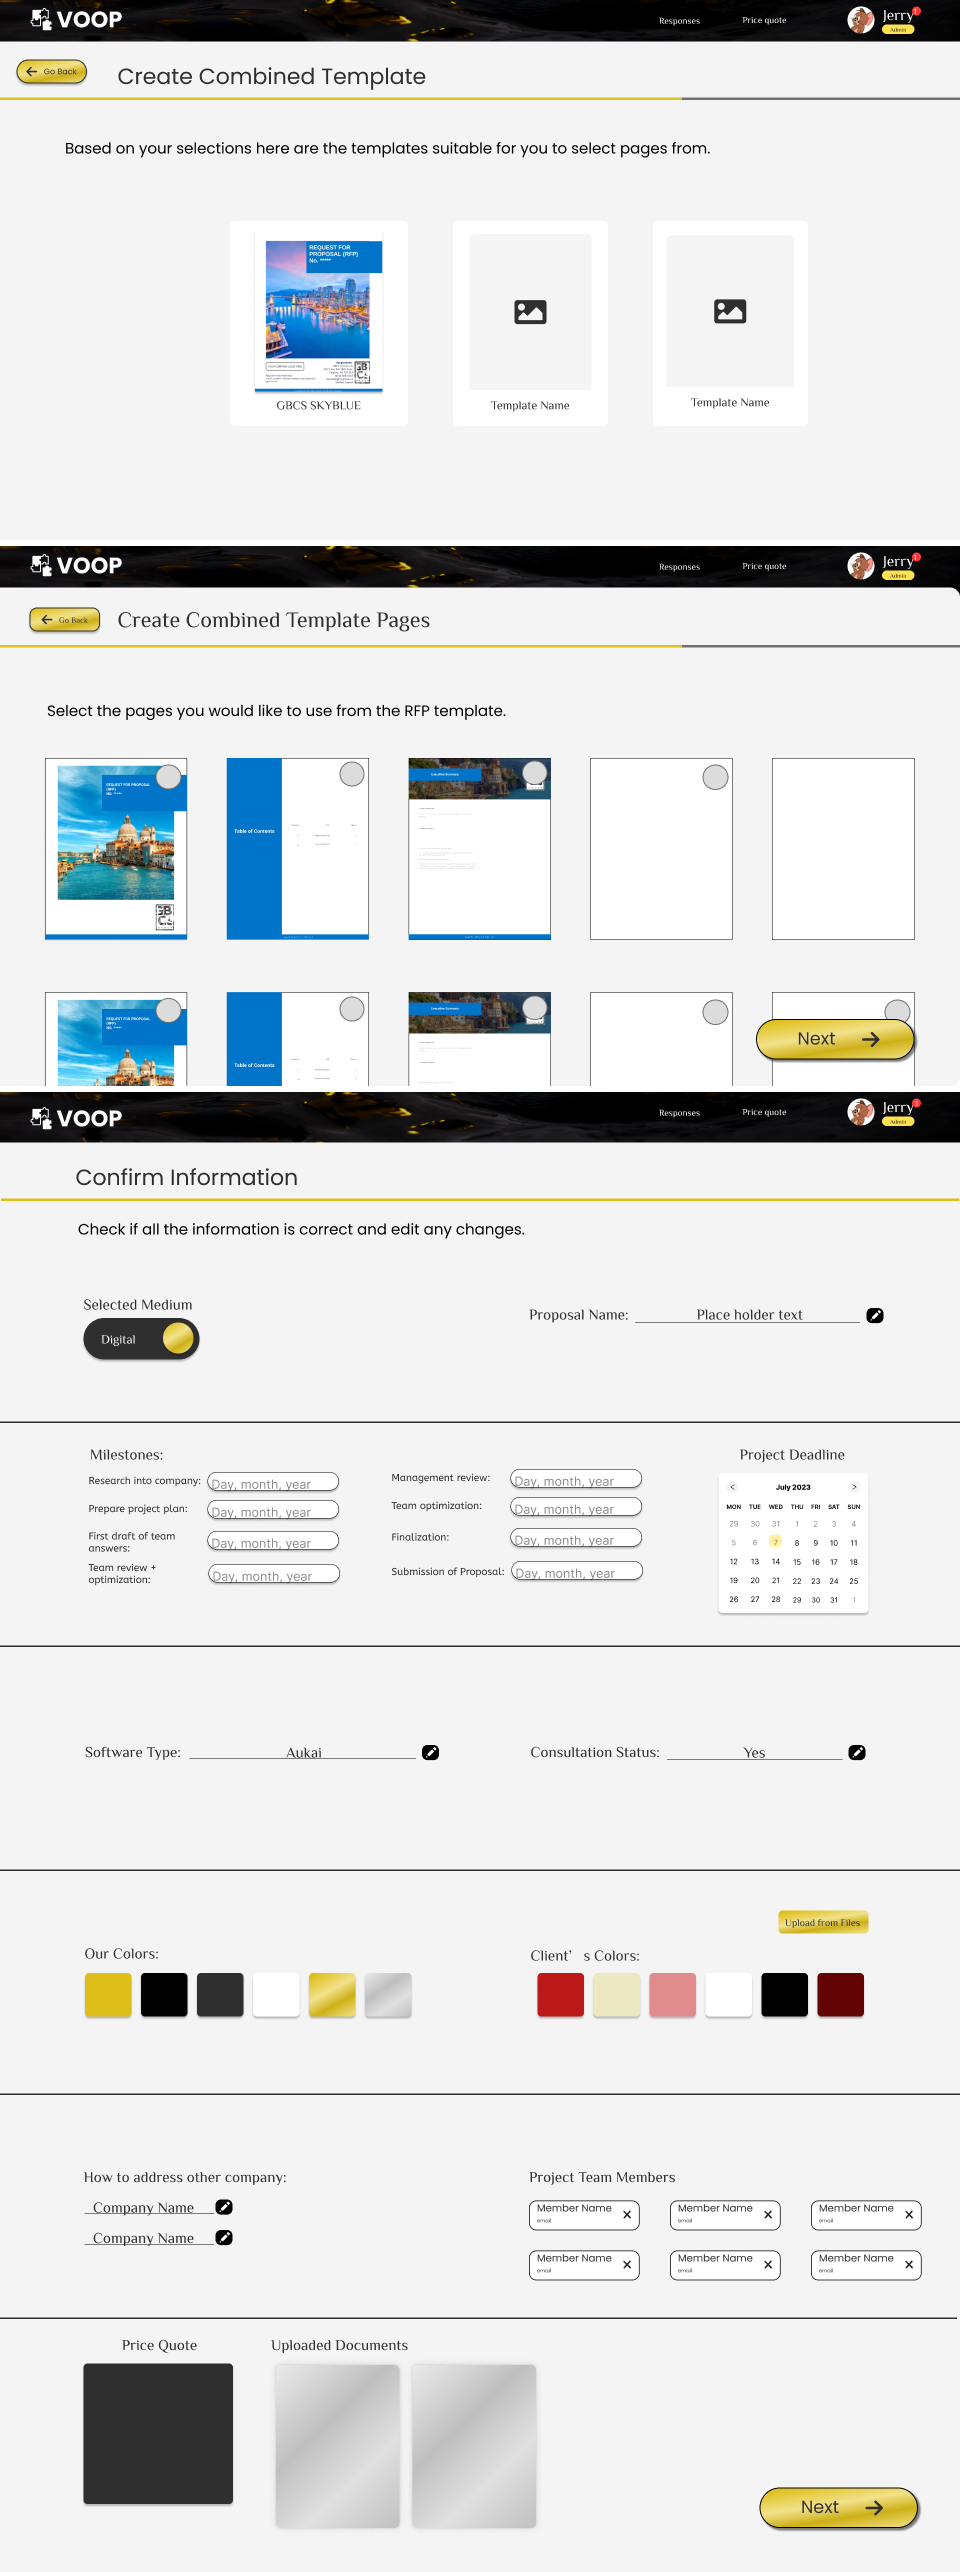 VOOP
Responses
Price quote
Jerry
1
Admin
Go Back
Create Combined Template
Based on your selections here are the templates suitable for you to select pages from.
REQUEST FOR
PROPOSAL (RFP)
No. *****
GBCS SKYBLUE
Template Name
Template Name
VOOP
Responses
Price quote
Jerry
1
Admin
Go Back
Create Combined Template Pages
Select the pages you would like to use from the RFP template.
REQUEST FOR PROPOSAL
(RFP)
Table of Contents
Executive Summary
REQUEST FOR PROPOSAL
(RFP)
Table of Contents
Executive Summary
Next
VOOP
Responses
Price quote
Jerry
1
Admin
Confirm Information
Check if all the information is correct and edit any changes.
Selected Medium
Digital
Proposal Name: Place holder text
Milestones:
Research into company: Day, month, year
Prepare project plan: Day, month, year
First draft of team
answers: Day, month, year
Team review +
optimization: Day, month, year
Management review: Day, month, year
Team optimization: Day, month, year
Finalization: Day, month, year
Submission of Proposal: Day, month, year
Project Deadline
< July 2023 >
MON TUE WED THU FRI SAT SUN
29 30 31 1 2 3 4
5 6 7 8 9 10 11
12 13 14 15 16 17 18
19 20 21 22 23 24 25
26 27 28 29 30 31 1
Software Type: Aukai
Consultation Status: Yes
Upload from Files
Our Colors:
Client’ s Colors:
How to address other company:
Company Name
Company Name
Project Team Members
Member Name
email
Member Name
email
Member Name
email
Member Name
email
Member Name
email
Member Name
email
Price Quote
Uploaded Documents
Next